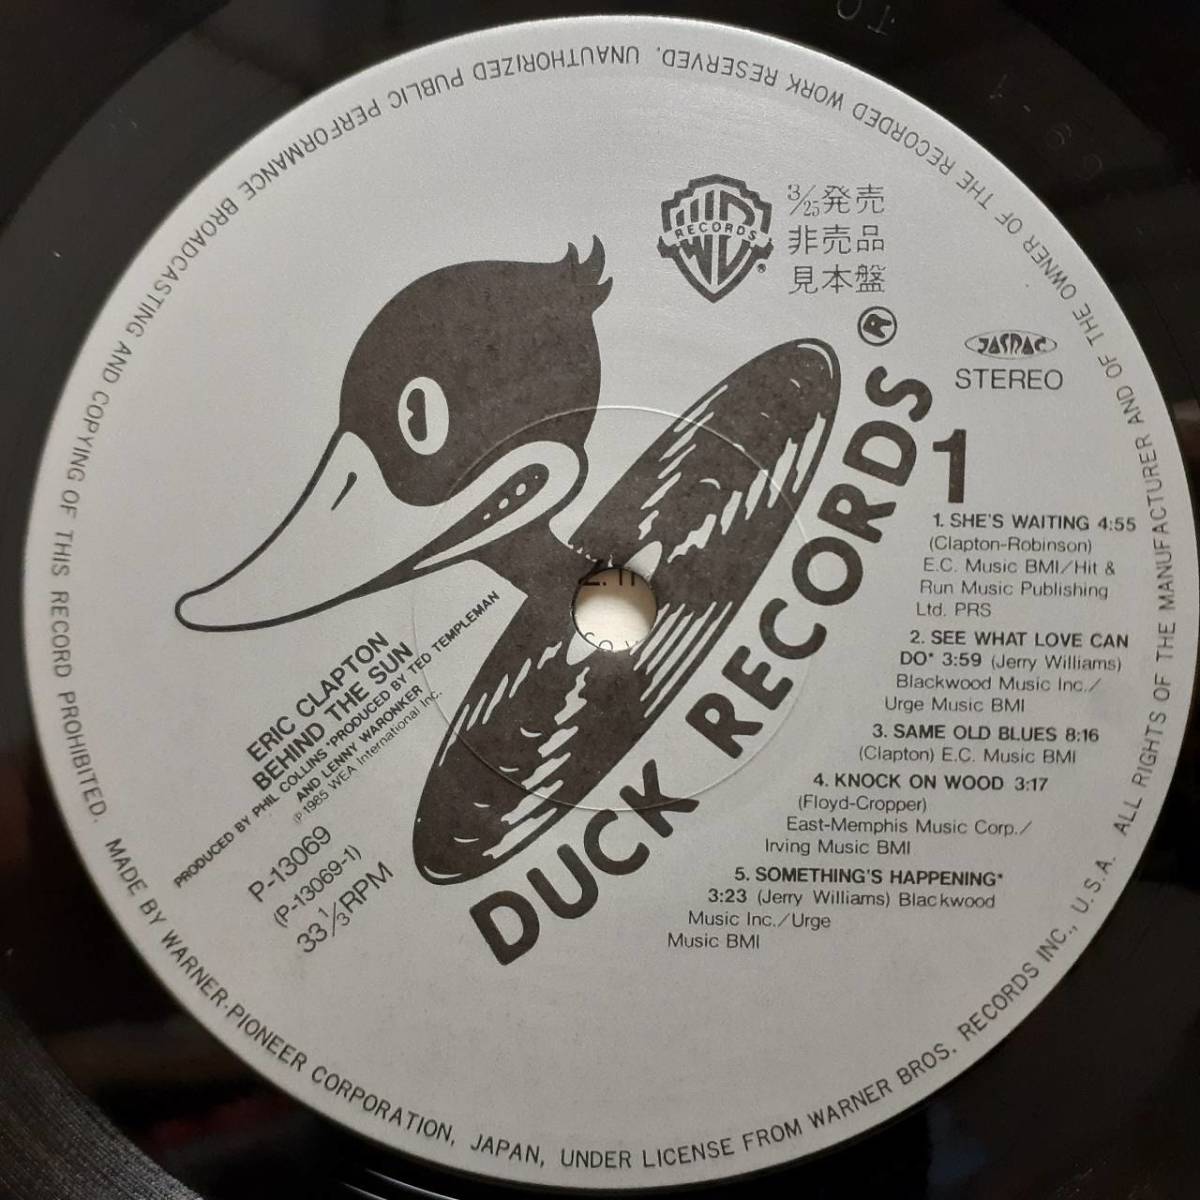 RECORDS
®
3/25発売
非売品
見本盤
JASRAC
STEREO
DUCK RECORDS®
1
1. SHE'S WAITING 4:55
(Clapton-Robinson)
E.C. Music BMI/Hit &
Run Music Publishing
Ltd. PRS
2. SEE WHAT LOVE CAN
DO* 3:59 (Jerry Williams)
Blackwood Music Inc./
Urge Music BMI
3. SAME OLD BLUES 8:16
(Clapton) E.C. Music BMI
4. KNOCK ON WOOD 3:17
(Floyd-Cropper)
East-Memphis Music Corp./
Irving Music BMI
5. SOMETHING'S HAPPENING*
3:23 (Jerry Williams) Blackwood
Music Inc./Urge
Music BMI
ERIC CLAPTON
BEHIND THE SUN
PRODUCED BY PHIL COLLINS *PRODUCED BY TED TEMPLEMAN
AND LENNY WARONKER
℗1985 WEA International Inc.
P-13069
(P-13069-1)
33 1/3 RPM
MADE BY WARNER-PIONEER CORPORATION, JAPAN, UNDER LICENSE FROM WARNER BROS. RECORDS INC., U.S.A. ALL RIGHTS OF THE MANUFACTURER AND OF THE OWNER OF THE RECORDED WORK RESERVED. UNAUTHORIZED PUBLIC PERFORMANCE BROADCASTING AND COPYING OF THIS RECORD PROHIBITED.